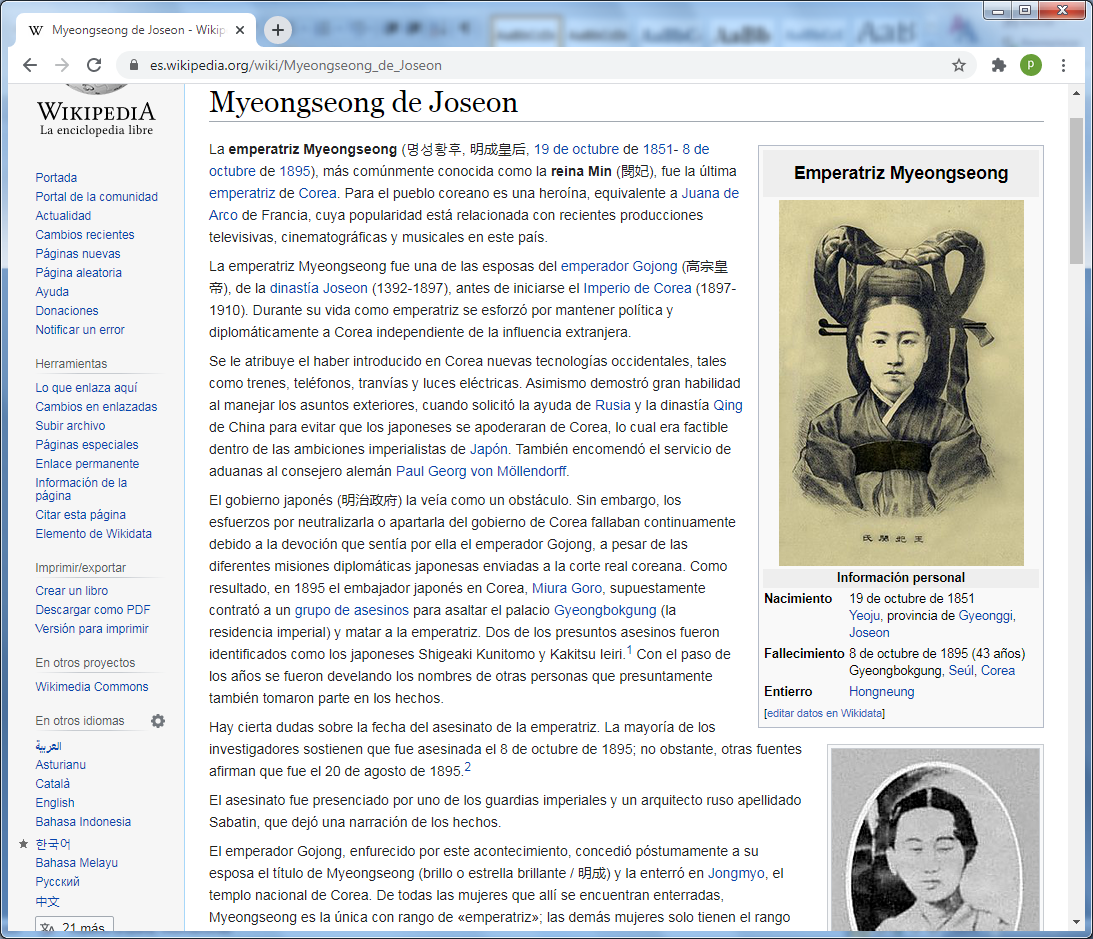 Myeongseong de Joseon - Wikip
es.wikipedia.org/wiki/Myeongseong_de_Joseon
P
WIKIPEDIA
La enciclopedia libre
Portada
Portal de la comunidad
Actualidad
Cambios recientes
Páginas nuevas
Página aleatoria
Ayuda
Donaciones
Notificar un error
Herramientas
Lo que enlaza aquí
Cambios en enlazadas
Subir archivo
Páginas especiales
Enlace permanente
Información de la
página
Citar esta página
Elemento de Wikidata
Imprimir/exportar
Crear un libro
Descargar como PDF
Versión para imprimir
En otros proyectos
Wikimedia Commons
En otros idiomas
العربية
Asturianu
Català
English
Bahasa Indonesia
한국어
Bahasa Melayu
Русский
中文
21 más
Myeongseong de Joseon
La emperatriz Myeongseong (명성황후, 明成皇后, 19 de octubre de 1851- 8 de
octubre de 1895), más comúnmente conocida como la reina Min (閔妃), fue la última
emperatriz de Corea. Para el pueblo coreano es una heroína, equivalente a Juana de
Arco de Francia, cuya popularidad está relacionada con recientes producciones
televisivas, cinematográficas y musicales en este país.
La emperatriz Myeongseong fue una de las esposas del emperador Gojong (高宗皇
帝), de la dinastía Joseon (1392-1897), antes de iniciarse el Imperio de Corea (1897-
1910). Durante su vida como emperatriz se esforzó por mantener política y
diplomáticamente a Corea independiente de la influencia extranjera.
Se le atribuye el haber introducido en Corea nuevas tecnologías occidentales, tales
como trenes, teléfonos, tranvías y luces eléctricas. Asimismo demostró gran habilidad
al manejar los asuntos exteriores, cuando solicitó la ayuda de Rusia y la dinastía Qing
de China para evitar que los japoneses se apoderaran de Corea, lo cual era factible
dentro de las ambiciones imperialistas de Japón. También encomendó el servicio de
aduanas al consejero alemán Paul Georg von Möllendorff.
El gobierno japonés (明治政府) la veía como un obstáculo. Sin embargo, los
esfuerzos por neutralizarla o apartarla del gobierno de Corea fallaban continuamente
debido a la devoción que sentía por ella el emperador Gojong, a pesar de las
diferentes misiones diplomáticas japonesas enviadas a la corte real coreana. Como
resultado, en 1895 el embajador japonés en Corea, Miura Goro, supuestamente
contrató a un grupo de asesinos para asaltar el palacio Gyeongbokgung (la
residencia imperial) y matar a la emperatriz. Dos de los presuntos asesinos fueron
identificados como los japoneses Shigeaki Kunitomo y Kakitsu Ieiri.1 Con el paso de
los años se fueron develando los nombres de otras personas que presuntamente
también tomaron parte en los hechos.
Hay cierta dudas sobre la fecha del asesinato de la emperatriz. La mayoría de los
investigadores sostienen que fue asesinada el 8 de octubre de 1895; no obstante, otras fuentes
afirman que fue el 20 de agosto de 1895.2
El asesinato fue presenciado por uno de los guardias imperiales y un arquitecto ruso apellidado
Sabatin, que dejó una narración de los hechos.
El emperador Gojong, enfurecido por este acontecimiento, concedió póstumamente a su
esposa el título de Myeongseong (brillo o estrella brillante / 明成) y la enterró en Jongmyo, el
templo nacional de Corea. De todas las mujeres que allí se encuentran enterradas,
Myeongseong es la única con rango de «emperatriz»; las demás mujeres solo tienen el rango
Emperatriz Myeongseong
氏閔妃王
Información personal
Nacimiento 19 de octubre de 1851
Yeoju, provincia de Gyeonggi,
Joseon
Fallecimiento 8 de octubre de 1895 (43 años)
Gyeongbokgung, Seúl, Corea
Entierro Hongneung
[editar datos en Wikidata]